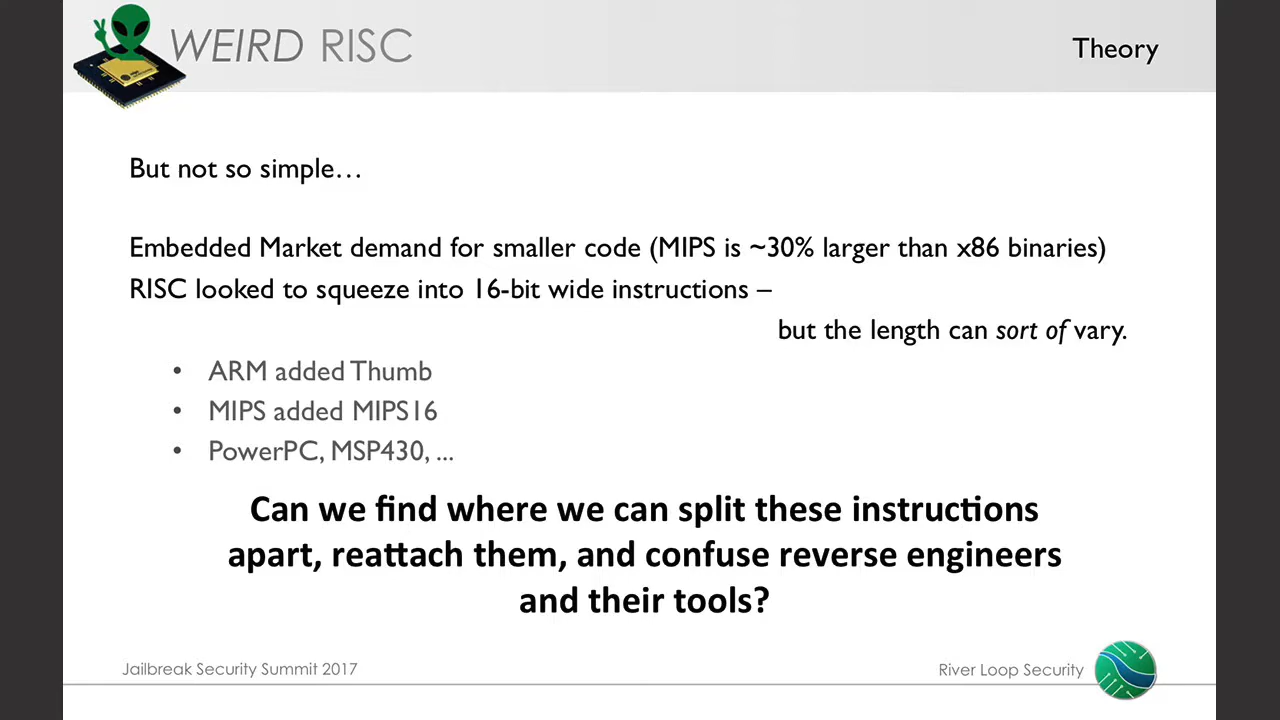 WEIRD RISC
Theory
But not so simple…
Embedded Market demand for smaller code (MIPS is ~30% larger than x86 binaries)
RISC looked to squeeze into 16-bit wide instructions –
but the length can sort of vary.
• ARM added Thumb
• MIPS added MIPS16
• PowerPC, MSP430, ...
Can we find where we can split these instructions
apart, reattach them, and confuse reverse engineers
and their tools?
Jailbreak Security Summit 2017
River Loop Security